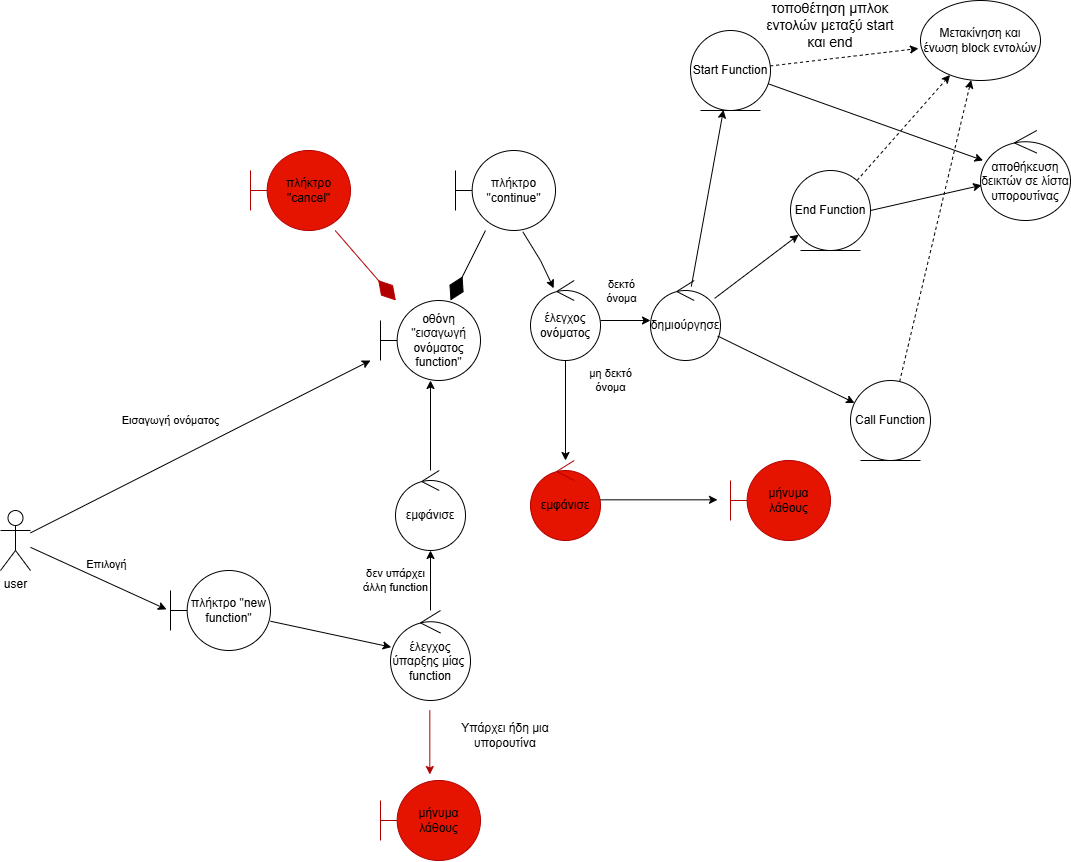 τοποθέτηση μπλοκ
εντολών μεταξύ start
και end
Μετακίνηση και
ένωση block εντολών
Start Function
αποθήκευση
δεικτών σε λίστα
υπορουτίνας
End Function
πλήκτρο
"cancel"
πλήκτρο
"continue"
δεκτό
όνομα
οθόνη
"εισαγωγή
ονόματος
function"
έλεγχος
ονόματος
δημιούργησε
μη δεκτό
όνομα
Εισαγωγή ονόματος
Call Function
εμφάνισε
εμφάνισε
μήνυμα
λάθους
user
Επιλογή
δεν υπάρχει
άλλη function
πλήκτρο "new
function"
έλεγχος
ύπαρξης μίας
function
Υπάρχει ήδη μια
υπορουτίνα
μήνυμα
λάθους